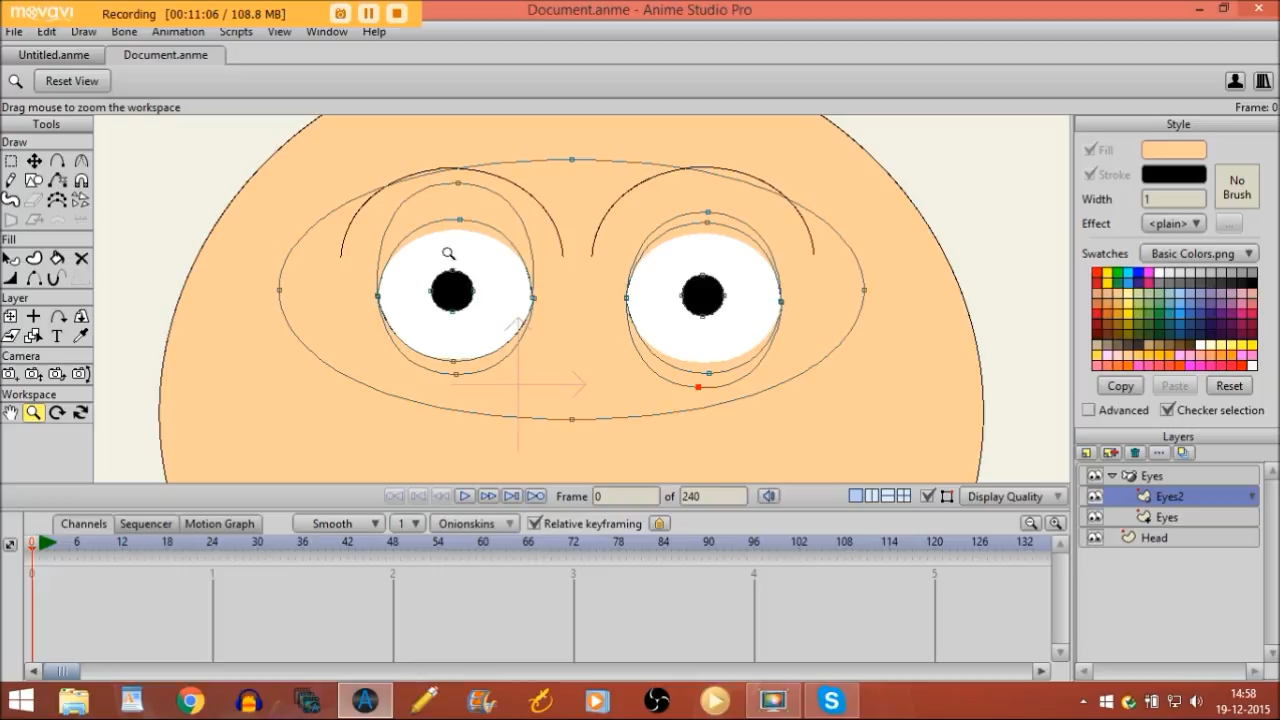 movavi Recording [00:11:06 / 108.8 MB]
Document.anme - Anime Studio Pro
File Edit Draw Bone Animation Scripts View Window Help
Untitled.anme Document.anme
Reset View
Drag mouse to zoom the workspace Frame: 0
Tools
Draw
Fill
Layer
T
Camera
Workspace
Style
Fill
Stroke
No Brush
Width 1
Effect <plain> ...
Swatches Basic Colors.png
Copy Paste Reset
Advanced Checker selection
Layers
Eyes
Eyes2
Eyes
Head
Frame 0 of 240 Display Quality
Channels Sequencer Motion Graph Smooth 1 Onionskins Relative keyframing
0 6 12 18 24 30 36 42 48 54 60 66 72 78 84 90 96 102 108 114 120 126 132
0 1 2 3 4 5
14:58
19-12-2015